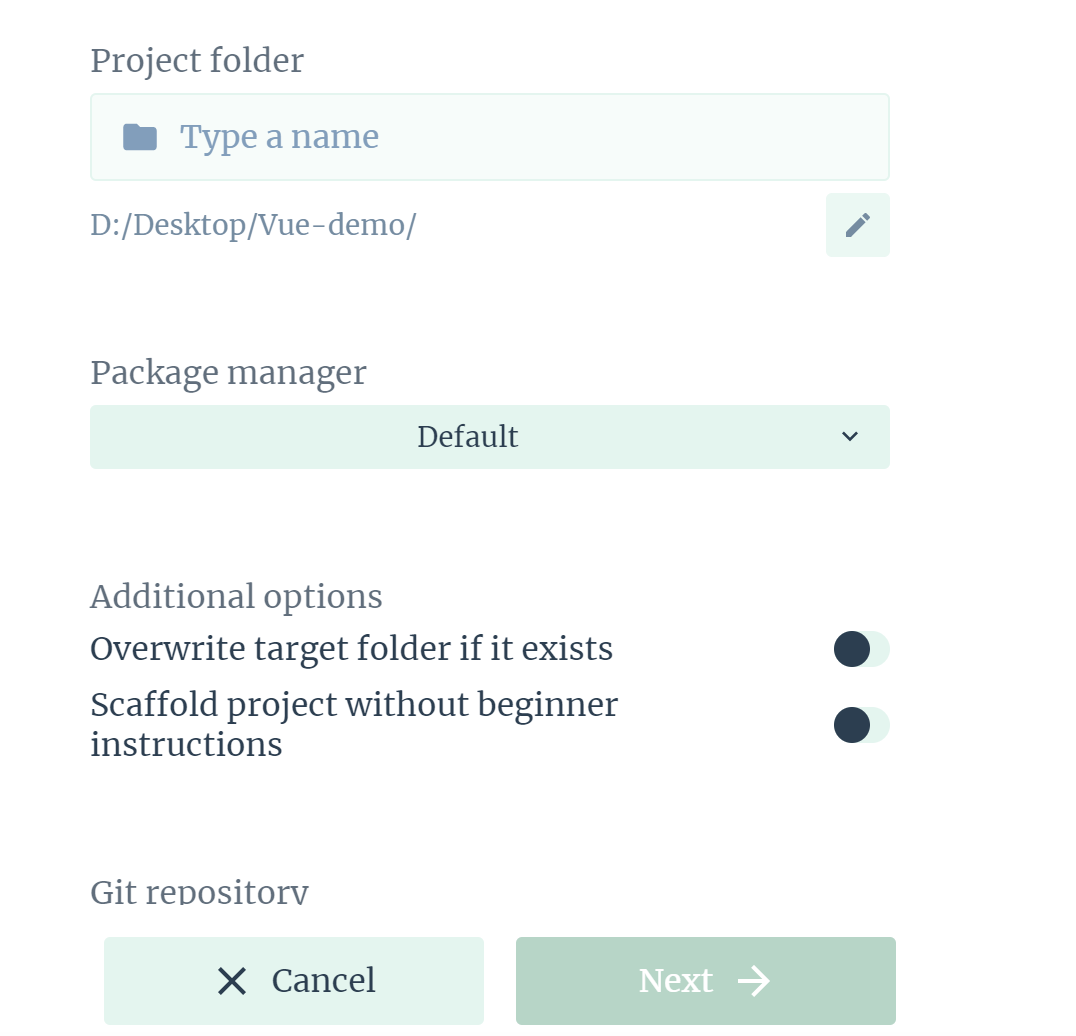 Project folder
Type a name
D:/Desktop/Vue-demo/
Package manager
Default
Additional options
Overwrite target folder if it exists
Scaffold project without beginner
instructions
Git repository
Cancel
Next